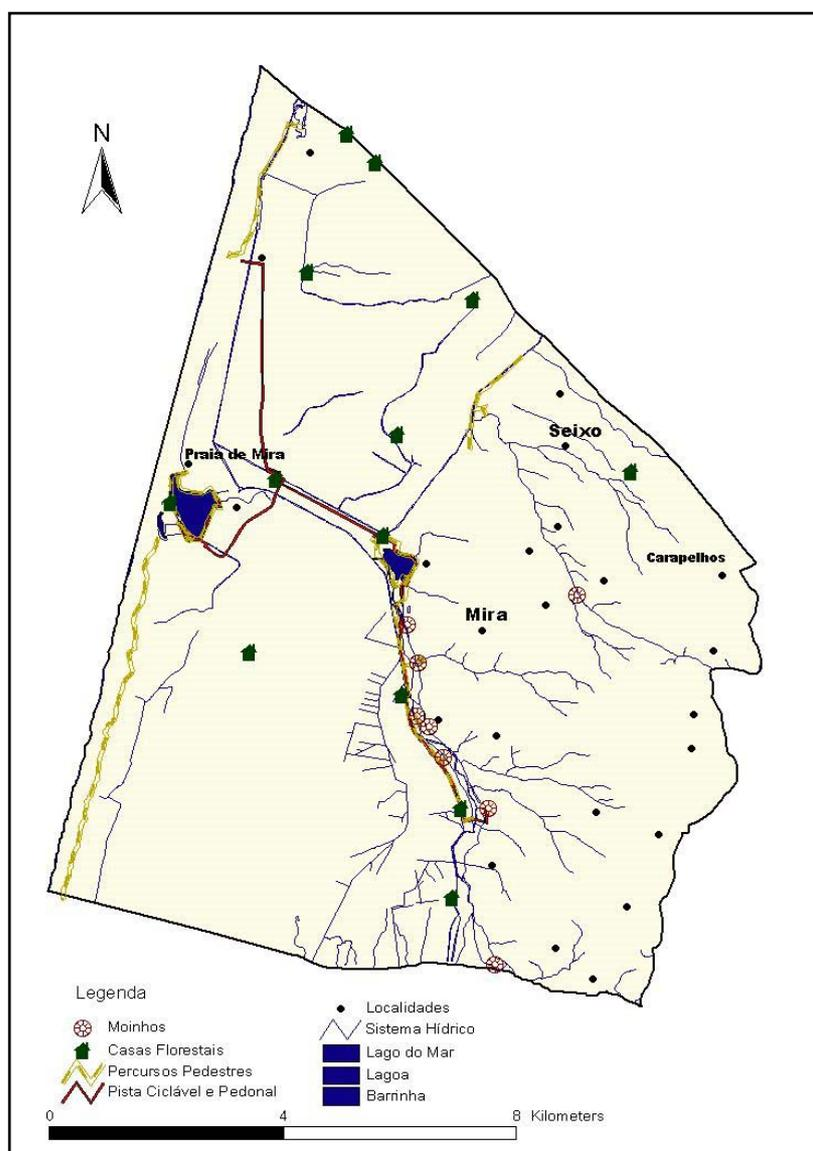 N
Praia de Mira
Seixo
Carapelhos
Mira
Legenda
Moinhos
Casas Florestais
Percursos Pedestres
Pista Ciclável e Pedonal
Localidades
Sistema Hídrico
Lago do Mar
Lagoa
Barrinha
0 4 8 Kilometers